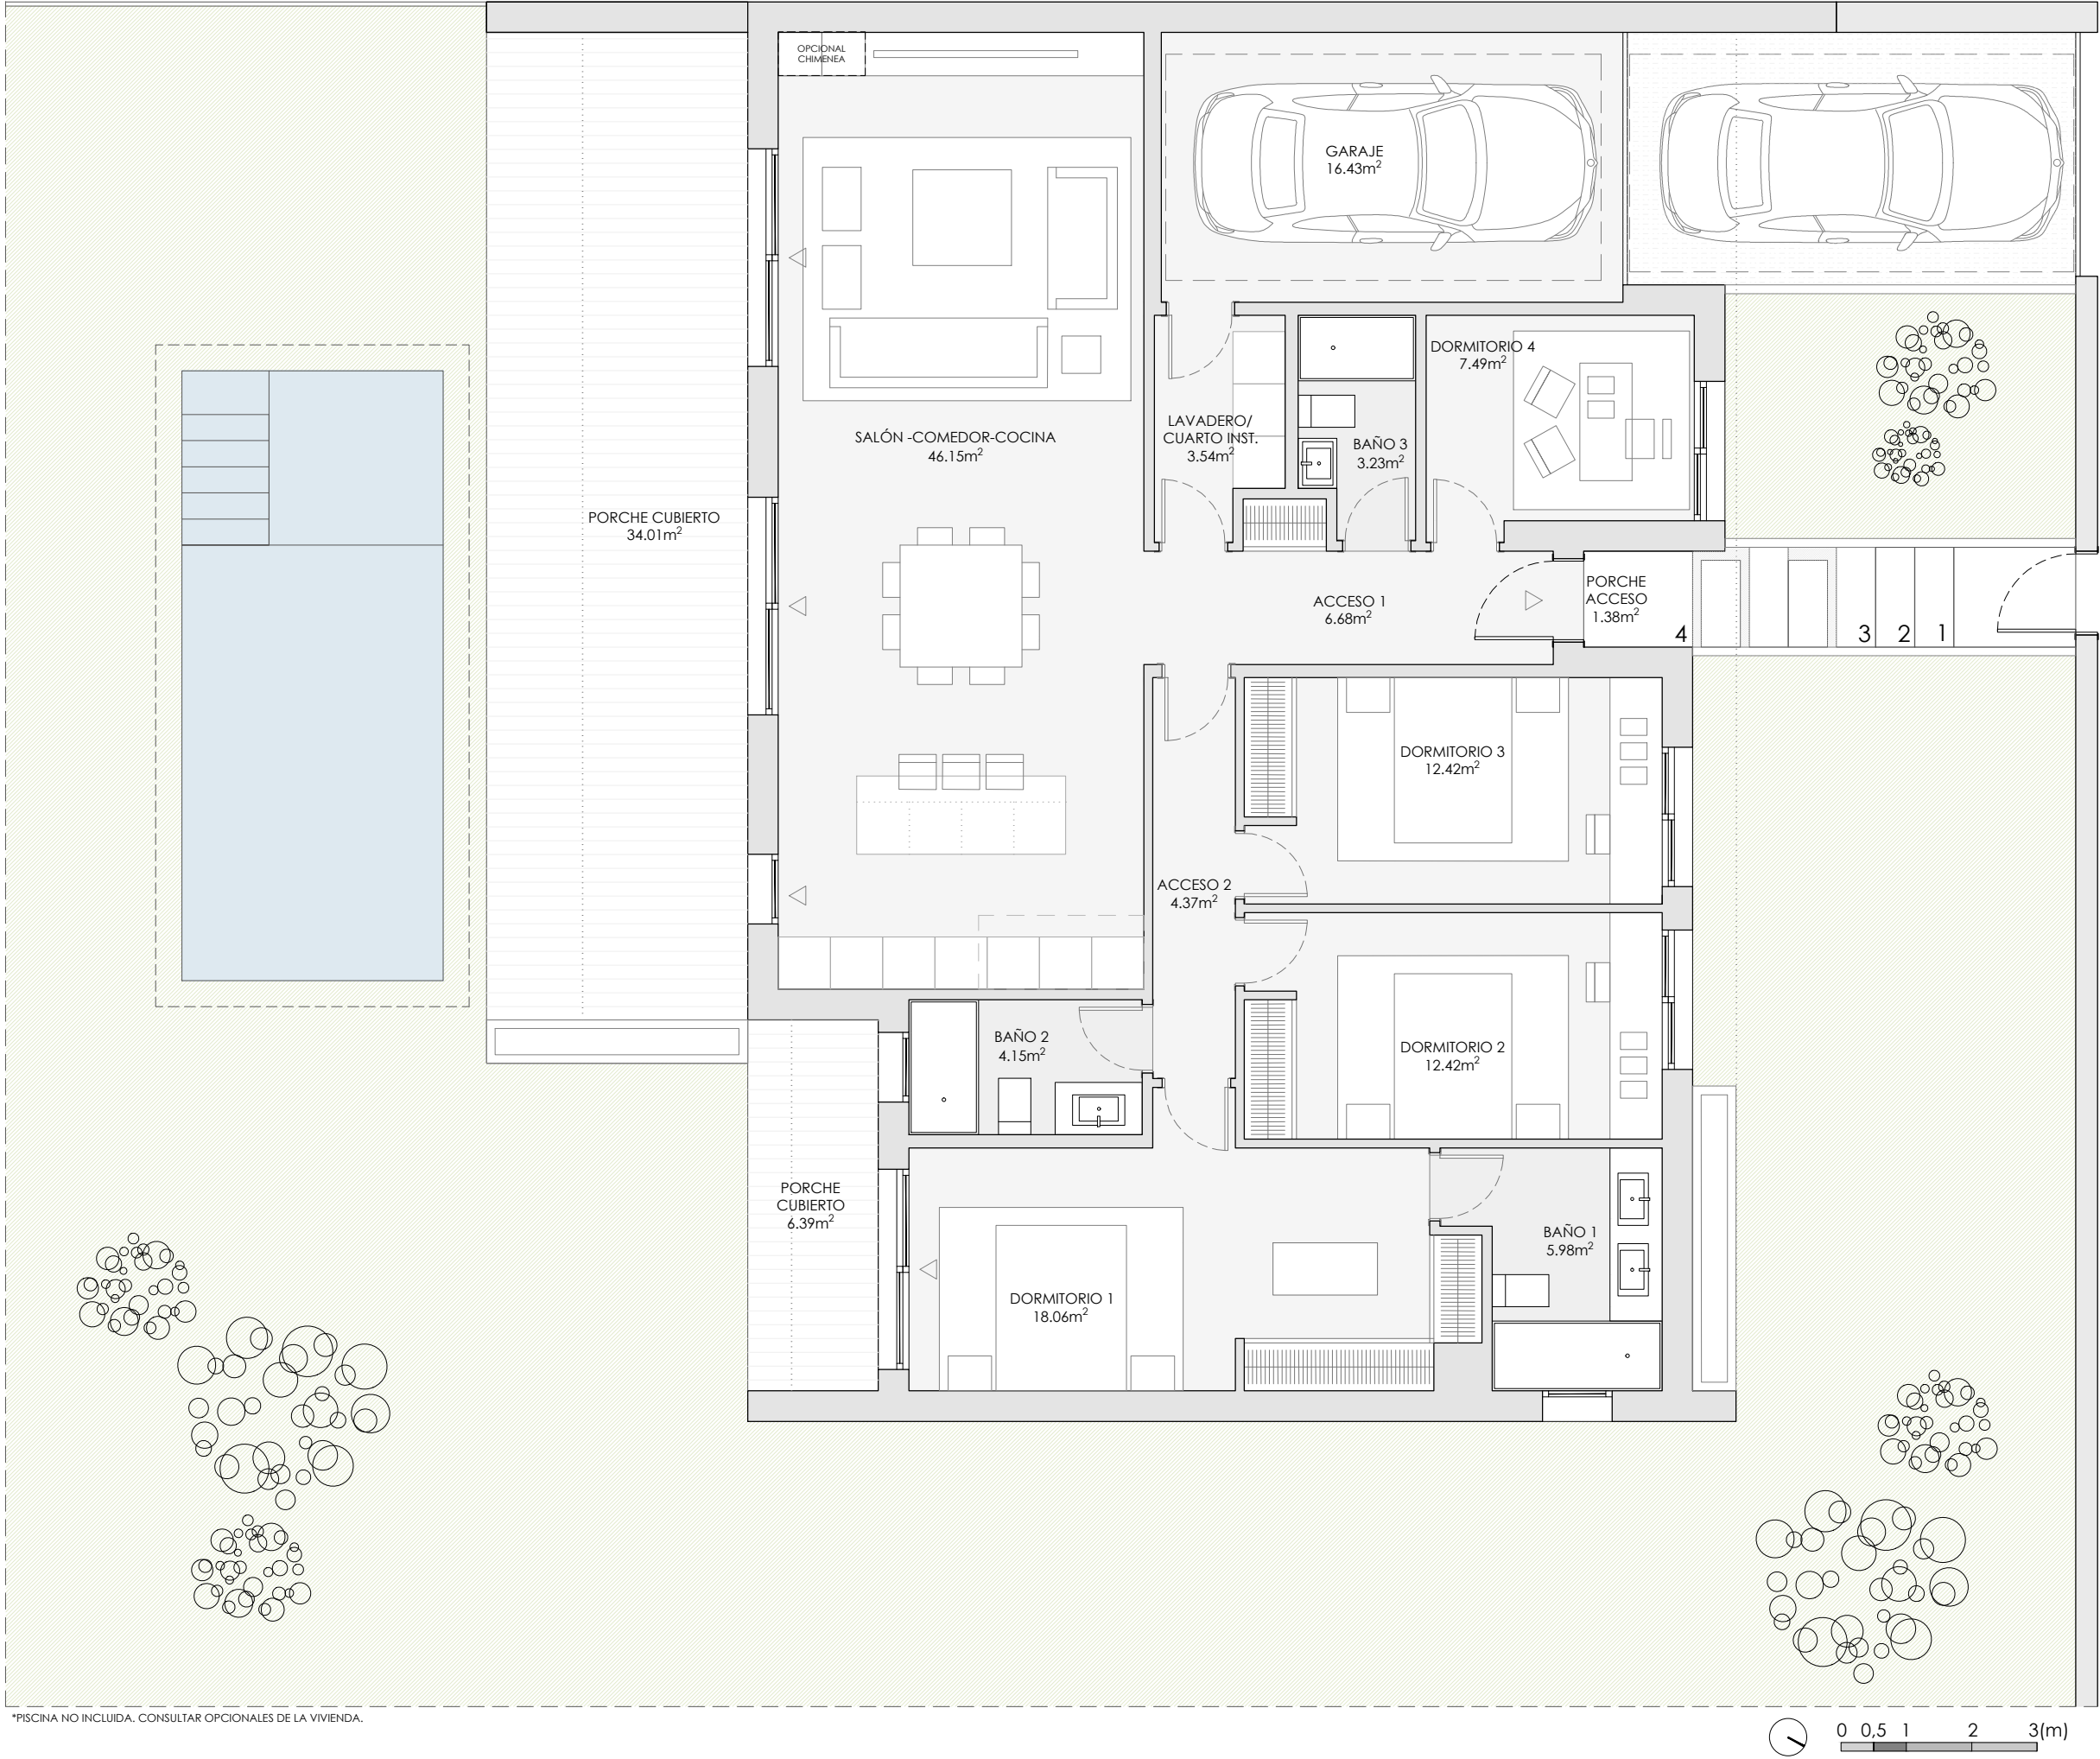 OPCIONAL
CHIMENEA
GARAJE
16.43m²
DORMITORIO 4
7.49m²
LAVADERO/
CUARTO INST.
3.54m²
BAÑO 3
3.23m²
SALÓN -COMEDOR-COCINA
46.15m²
PORCHE CUBIERTO
34.01m²
ACCESO 1
6.68m²
PORCHE
ACCESO
1.38m²
4
3
2
1
DORMITORIO 3
12.42m²
ACCESO 2
4.37m²
BAÑO 2
4.15m²
DORMITORIO 2
12.42m²
PORCHE
CUBIERTO
6.39m²
BAÑO 1
5.98m²
DORMITORIO 1
18.06m²
*PISCINA NO INCLUIDA. CONSULTAR OPCIONALES DE LA VIVIENDA.
0 0,5 1 2 3(m)